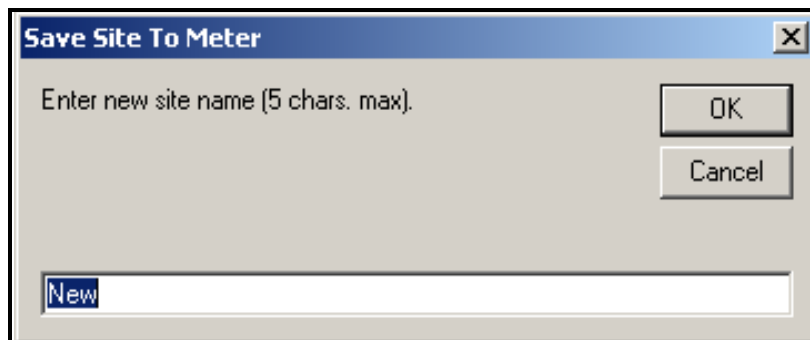 Save Site To Meter
Enter new site name (5 chars. max).
OK
Cancel
New